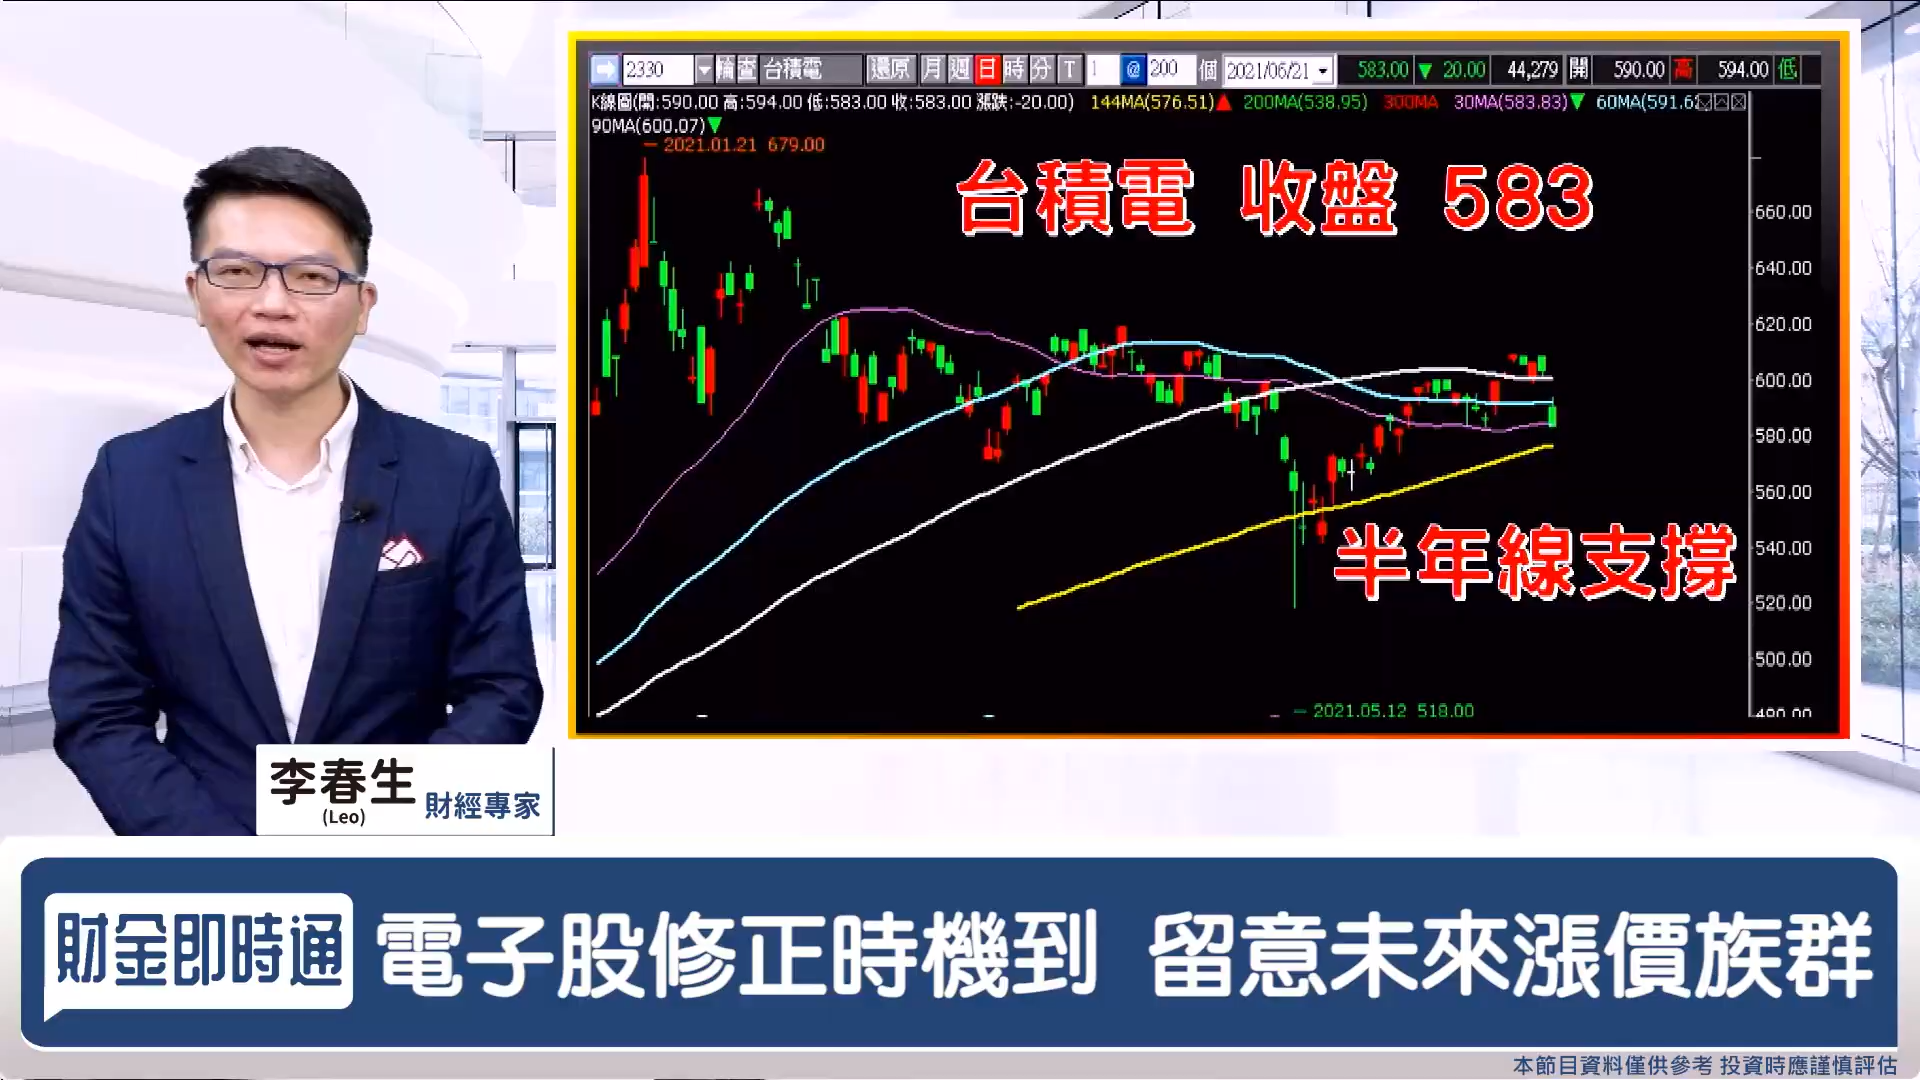 2330 台積電 還原 月 週 日 時 分 T 1 @ 200 個 2021/06/21 583.00 ▼ 20.00 44,279 開 590.00 高 594.00 低
K線圖(開:590.00 高:594.00 低:583.00 收:583.00 漲跌:-20.00) 144MA(576.51)▲ 200MA(538.95) 300MA 30MA(583.83)▼ 60MA(591.6
90MA(600.07)▼
2021.01.21 679.00
台積電 收盤 583
660.00
640.00
620.00
600.00
580.00
560.00
540.00
半年線支撐
520.00
500.00
2021.05.12 518.00
490.00
李春生
(Leo)
財經專家
財金即時通
電子股修正時機到 留意未來漲價族群
本節目資料僅供參考 投資時應謹慎評估